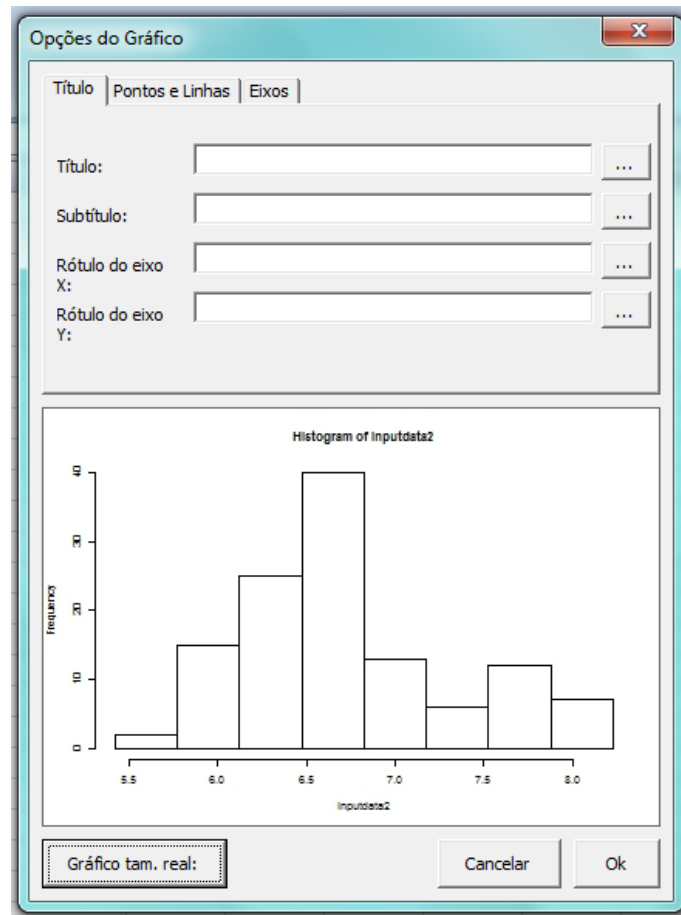 Opções do Gráfico
Título
Pontos e Linhas
Eixos
Título:
...
Subtítulo:
...
Rótulo do eixo
X:
...
Rótulo do eixo
Y:
...
Histogram of Inputdata2
Frequency
40
30
20
10
0
5.5 6.0 6.5 7.0 7.5 8.0
Inputdata2
Gráfico tam. real:
Cancelar
Ok